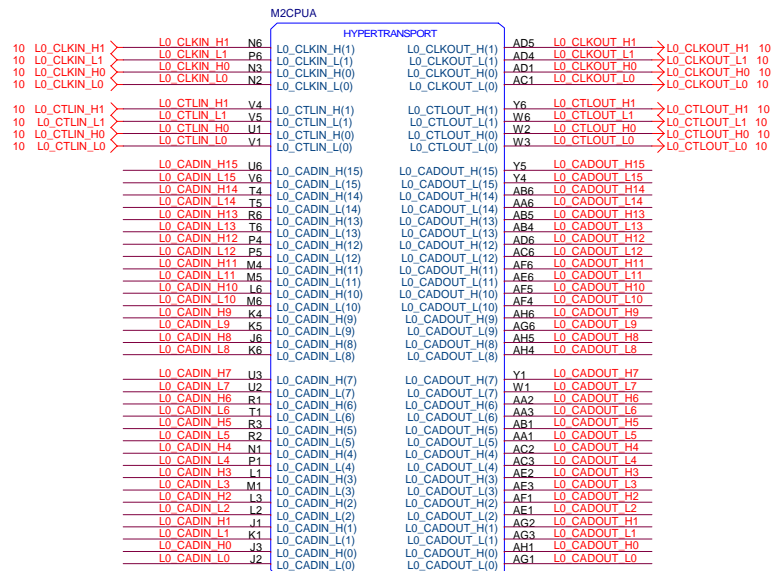 M2CPUA
HYPERTRANSPORT
10 L0_CLKIN_H1 L0_CLKIN_H1 N6 L0_CLKIN_H(1) L0_CLKOUT_H(1) AD5 L0_CLKOUT_H1 L0_CLKOUT_H1 10
10 L0_CLKIN_L1 L0_CLKIN_L1 P6 L0_CLKIN_L(1) L0_CLKOUT_L(1) AD4 L0_CLKOUT_L1 L0_CLKOUT_L1 10
10 L0_CLKIN_H0 L0_CLKIN_H0 N3 L0_CLKIN_H(0) L0_CLKOUT_H(0) AD1 L0_CLKOUT_H0 L0_CLKOUT_H0 10
10 L0_CLKIN_L0 L0_CLKIN_L0 N2 L0_CLKIN_L(0) L0_CLKOUT_L(0) AC1 L0_CLKOUT_L0 L0_CLKOUT_L0 10
10 L0_CTLIN_H1 L0_CTLIN_H1 V4 L0_CTLIN_H(1) L0_CTLOUT_H(1) Y6 L0_CTLOUT_H1 L0_CTLOUT_H1 10
10 L0_CTLIN_L1 L0_CTLIN_L1 V5 L0_CTLIN_L(1) L0_CTLOUT_L(1) W6 L0_CTLOUT_L1 L0_CTLOUT_L1 10
10 L0_CTLIN_H0 L0_CTLIN_H0 U1 L0_CTLIN_H(0) L0_CTLOUT_H(0) W2 L0_CTLOUT_H0 L0_CTLOUT_H0 10
10 L0_CTLIN_L0 L0_CTLIN_L0 V1 L0_CTLIN_L(0) L0_CTLOUT_L(0) W3 L0_CTLOUT_L0 L0_CTLOUT_L0 10
L0_CADIN_H15 U6 L0_CADIN_H(15) L0_CADOUT_H(15) Y5 L0_CADOUT_H15
L0_CADIN_L15 V6 L0_CADIN_L(15) L0_CADOUT_L(15) Y4 L0_CADOUT_L15
L0_CADIN_H14 T4 L0_CADIN_H(14) L0_CADOUT_H(14) AB6 L0_CADOUT_H14
L0_CADIN_L14 T5 L0_CADIN_L(14) L0_CADOUT_L(14) AA6 L0_CADOUT_L14
L0_CADIN_H13 R6 L0_CADIN_H(13) L0_CADOUT_H(13) AB5 L0_CADOUT_H13
L0_CADIN_L13 T6 L0_CADIN_L(13) L0_CADOUT_L(13) AB4 L0_CADOUT_L13
L0_CADIN_H12 P4 L0_CADIN_H(12) L0_CADOUT_H(12) AD6 L0_CADOUT_H12
L0_CADIN_L12 P5 L0_CADIN_L(12) L0_CADOUT_L(12) AC6 L0_CADOUT_L12
L0_CADIN_H11 M4 L0_CADIN_H(11) L0_CADOUT_H(11) AF6 L0_CADOUT_H11
L0_CADIN_L11 M5 L0_CADIN_L(11) L0_CADOUT_L(11) AE6 L0_CADOUT_L11
L0_CADIN_H10 L6 L0_CADIN_H(10) L0_CADOUT_H(10) AF5 L0_CADOUT_H10
L0_CADIN_L10 M6 L0_CADIN_L(10) L0_CADOUT_L(10) AF4 L0_CADOUT_L10
L0_CADIN_H9 K4 L0_CADIN_H(9) L0_CADOUT_H(9) AH6 L0_CADOUT_H9
L0_CADIN_L9 K5 L0_CADIN_L(9) L0_CADOUT_L(9) AG6 L0_CADOUT_L9
L0_CADIN_H8 J6 L0_CADIN_H(8) L0_CADOUT_H(8) AH5 L0_CADOUT_H8
L0_CADIN_L8 K6 L0_CADIN_L(8) L0_CADOUT_L(8) AH4 L0_CADOUT_L8
L0_CADIN_H7 U3 L0_CADIN_H(7) L0_CADOUT_H(7) Y1 L0_CADOUT_H7
L0_CADIN_L7 U2 L0_CADIN_L(7) L0_CADOUT_L(7) W1 L0_CADOUT_L7
L0_CADIN_H6 R1 L0_CADIN_H(6) L0_CADOUT_H(6) AA2 L0_CADOUT_H6
L0_CADIN_L6 T1 L0_CADIN_L(6) L0_CADOUT_L(6) AA3 L0_CADOUT_L6
L0_CADIN_H5 R3 L0_CADIN_H(5) L0_CADOUT_H(5) AB1 L0_CADOUT_H5
L0_CADIN_L5 R2 L0_CADIN_L(5) L0_CADOUT_L(5) AA1 L0_CADOUT_L5
L0_CADIN_H4 N1 L0_CADIN_H(4) L0_CADOUT_H(4) AC2 L0_CADOUT_H4
L0_CADIN_L4 P1 L0_CADIN_L(4) L0_CADOUT_L(4) AC3 L0_CADOUT_L4
L0_CADIN_H3 L1 L0_CADIN_H(3) L0_CADOUT_H(3) AE2 L0_CADOUT_H3
L0_CADIN_L3 M1 L0_CADIN_L(3) L0_CADOUT_L(3) AE3 L0_CADOUT_L3
L0_CADIN_H2 L3 L0_CADIN_H(2) L0_CADOUT_H(2) AF1 L0_CADOUT_H2
L0_CADIN_L2 L2 L0_CADIN_L(2) L0_CADOUT_L(2) AE1 L0_CADOUT_L2
L0_CADIN_H1 J1 L0_CADIN_H(1) L0_CADOUT_H(1) AG2 L0_CADOUT_H1
L0_CADIN_L1 K1 L0_CADIN_L(1) L0_CADOUT_L(1) AG3 L0_CADOUT_L1
L0_CADIN_H0 J3 L0_CADIN_H(0) L0_CADOUT_H(0) AH1 L0_CADOUT_H0
L0_CADIN_L0 J2 L0_CADIN_L(0) L0_CADOUT_L(0) AG1 L0_CADOUT_L0